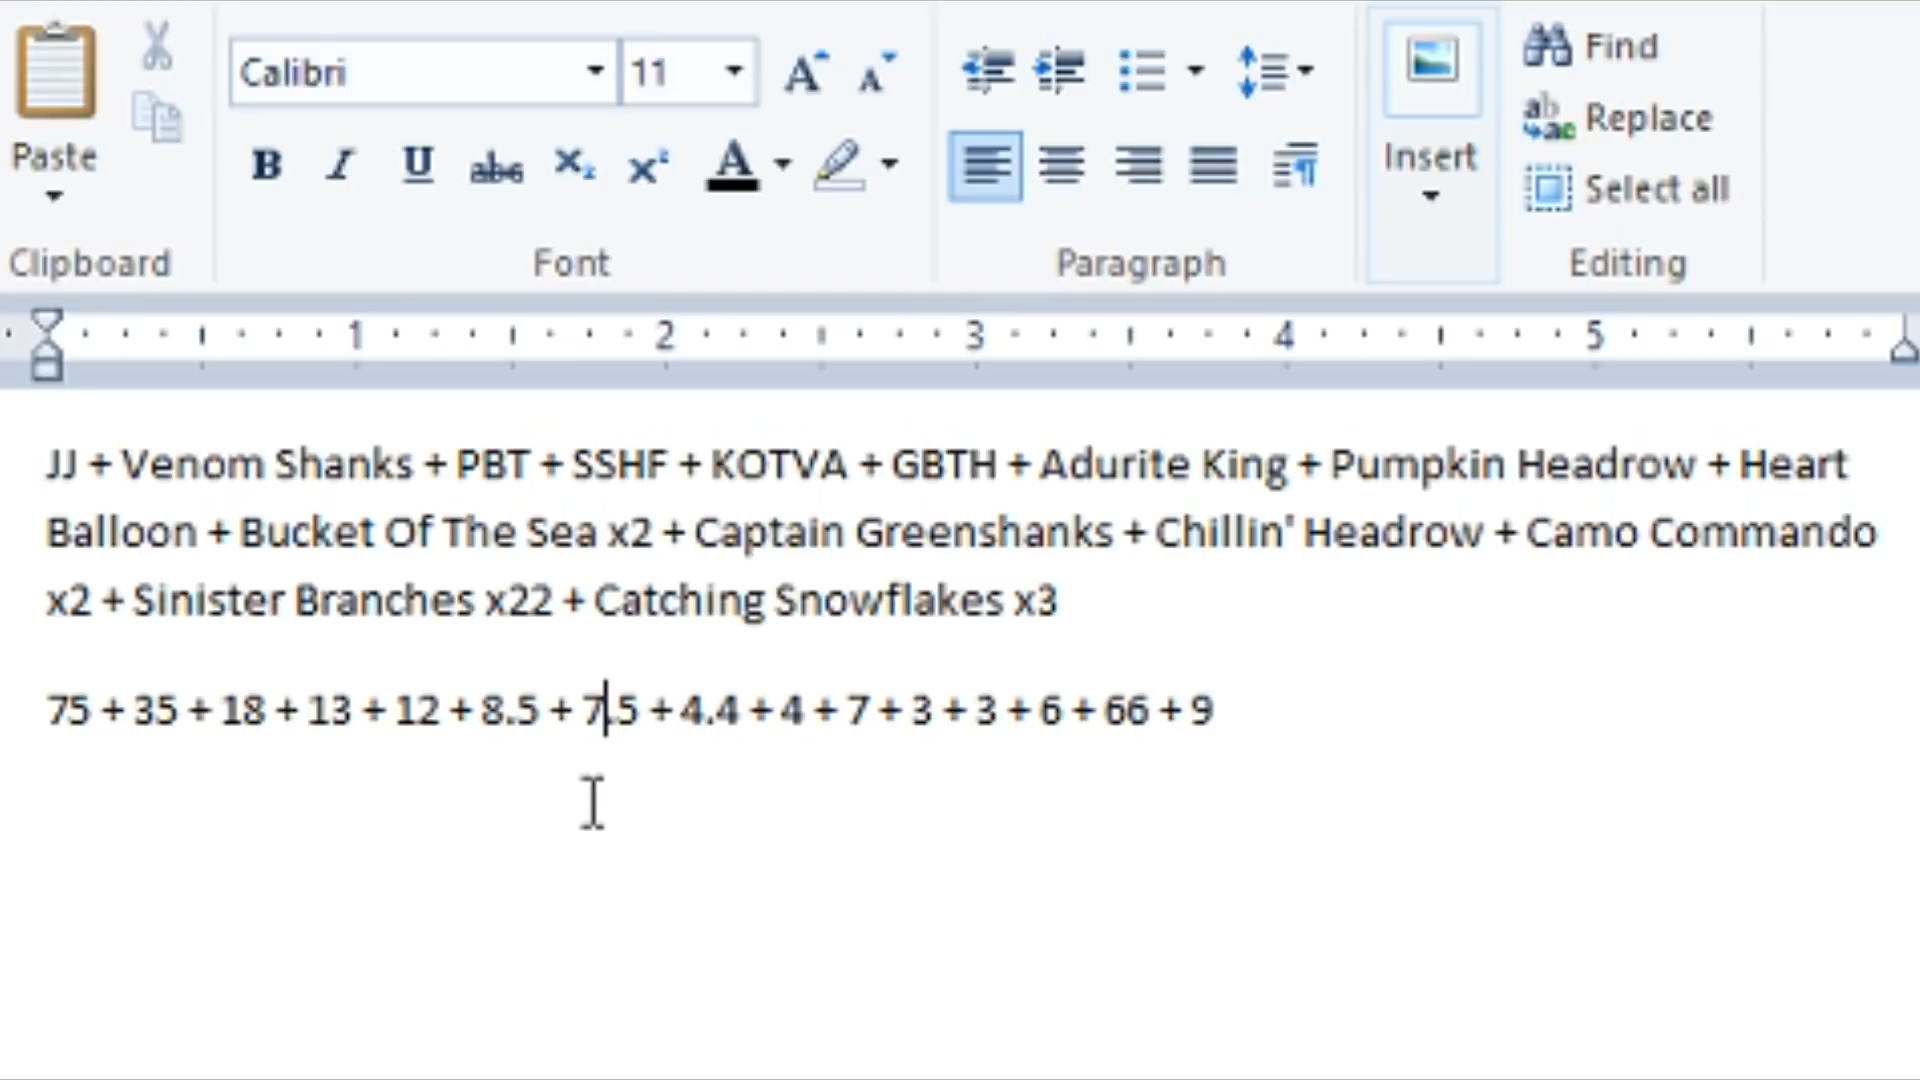 Paste
Clipboard
Calibri 11 A A
B I U abc X₂ X² A
Font
Paragraph
Insert
Find
Replace
Select all
Editing
1 2 3 4 5
JJ + Venom Shanks + PBT + SSHF + KOTVA + GBTH + Adurite King + Pumpkin Headrow + Heart
Balloon + Bucket Of The Sea x2 + Captain Greenshanks + Chillin' Headrow + Camo Commando
x2 + Sinister Branches x22 + Catching Snowflakes x3
75 + 35 + 18 + 13 + 12 + 8.5 + 7.5 + 4.4 + 4 + 7 + 3 + 3 + 6 + 66 + 9